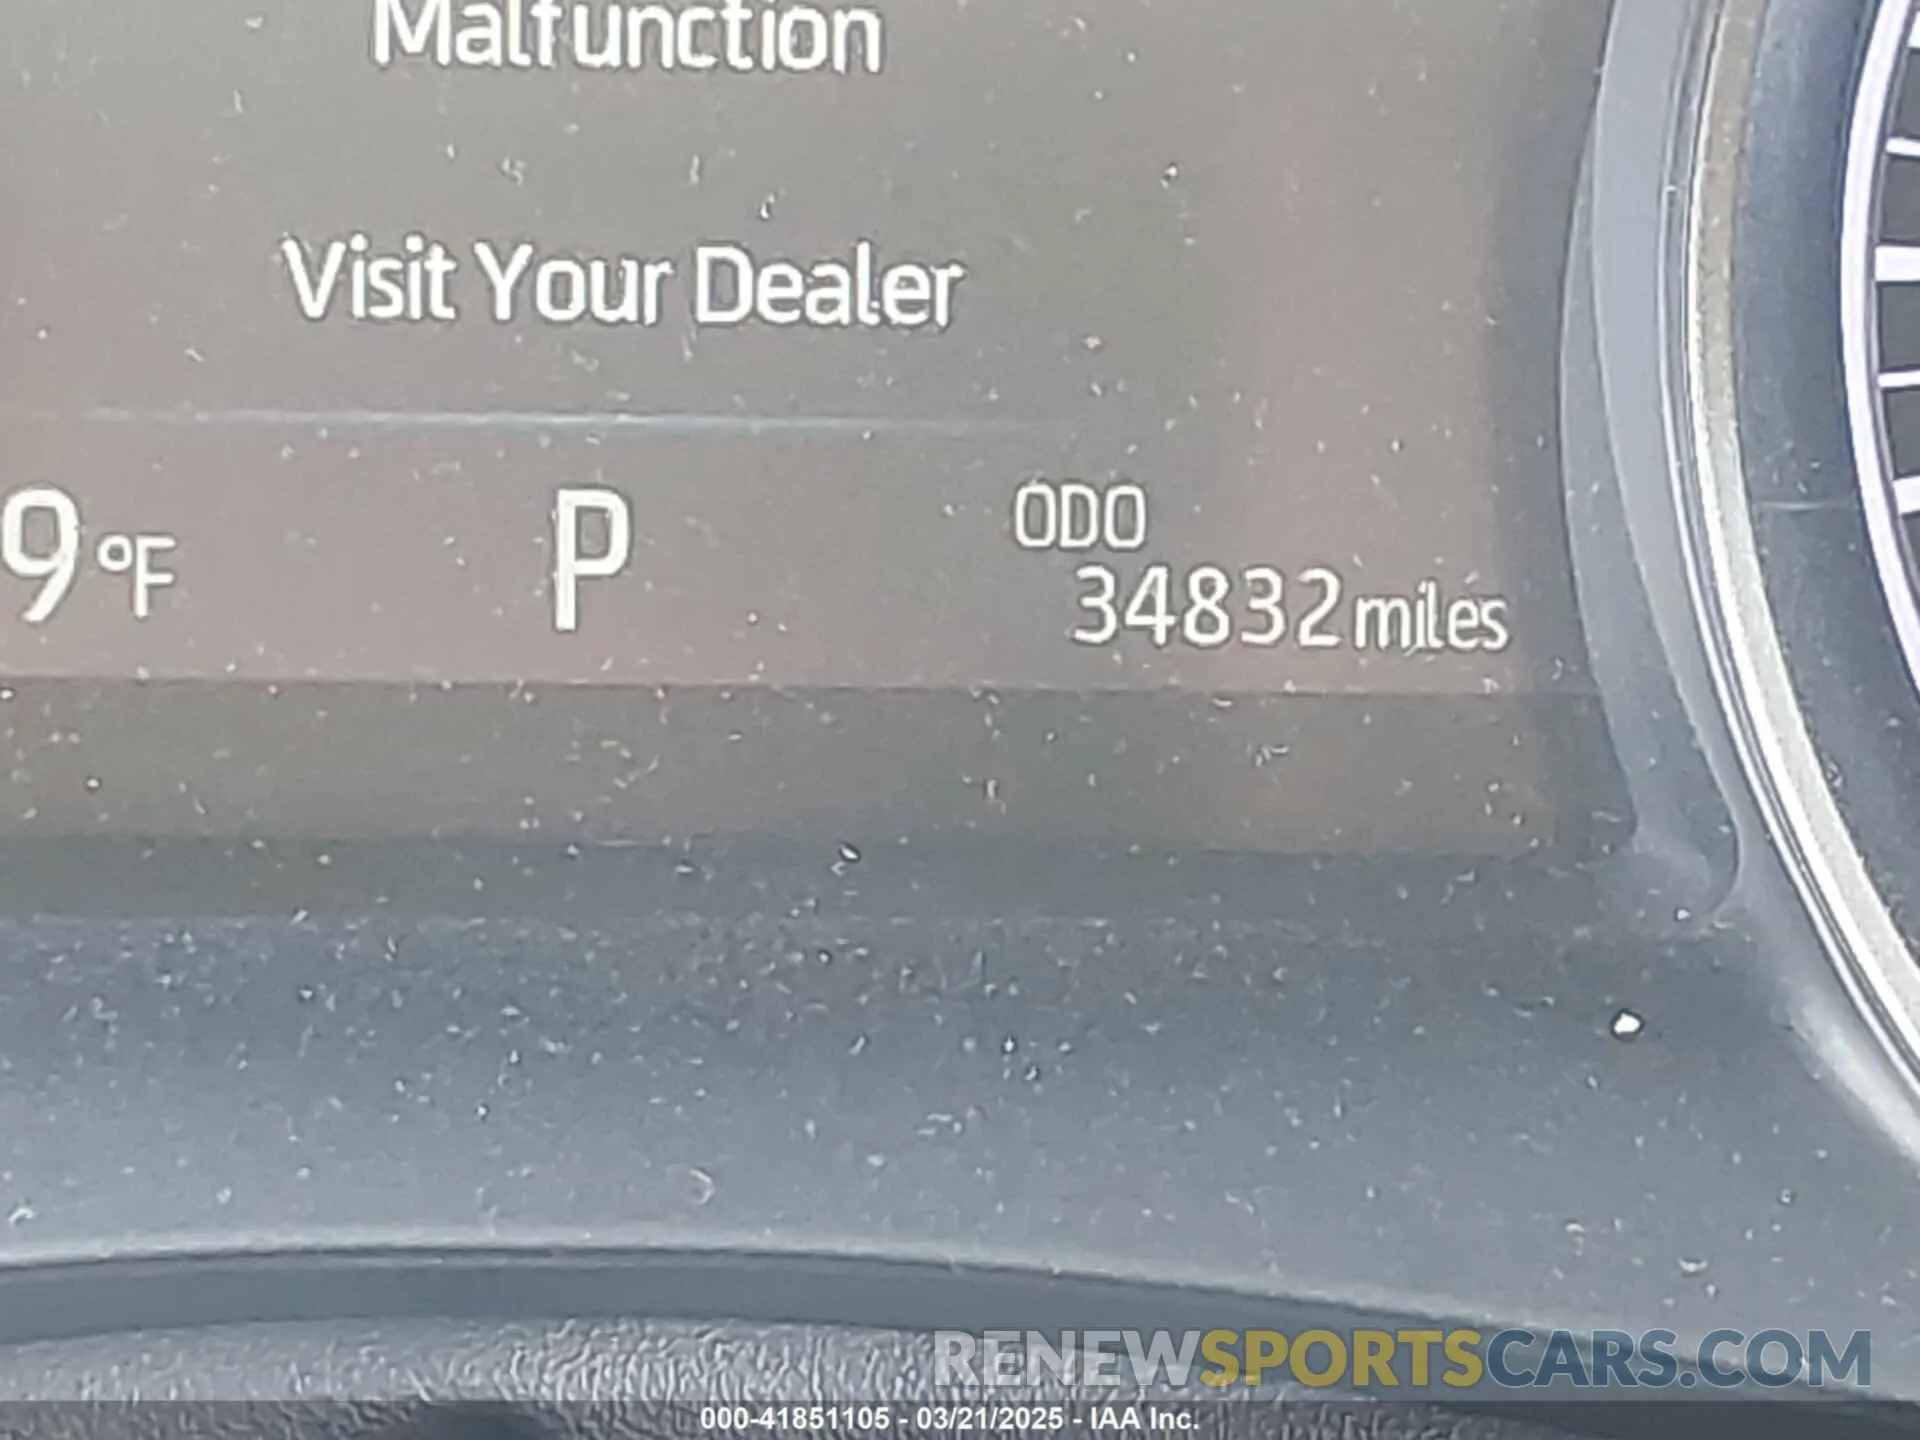 Malfunction
Visit Your Dealer
9°F
P
ODO
34832 miles
RENEWSPORTSCARS.COM
000-41851105 - 03/21/2025 - IAA Inc.